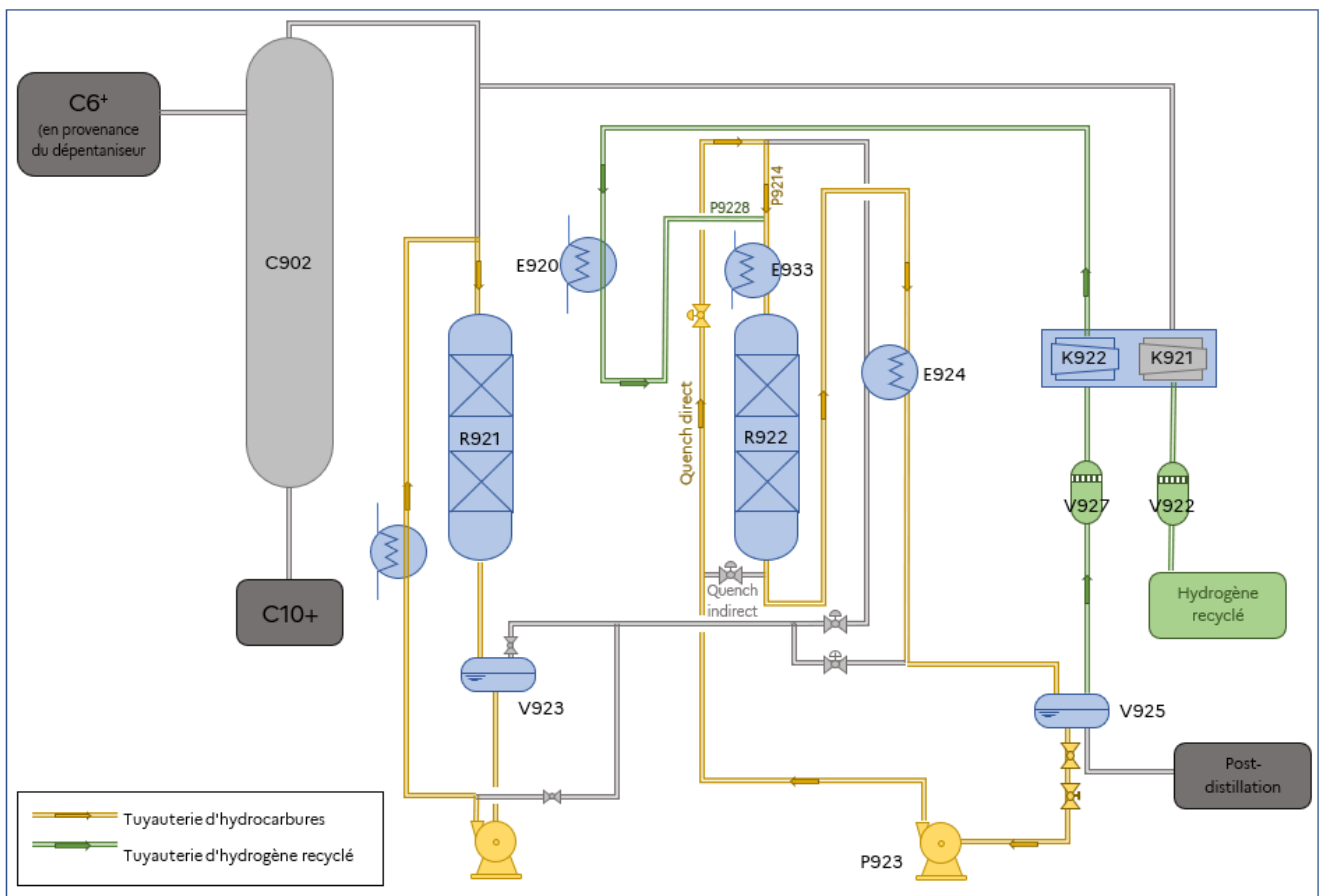 C6⁺
(en provenance
du dépentaniseur
C902
C10+
E920
P9228
P9214
E933
R921
R922
Quench direct
Quench
indirect
E924
K922
K921
V927
V922
Hydrogène
recyclé
V923
V925
Post-
distillation
P923
Tuyauterie d'hydrocarbures
Tuyauterie d'hydrogène recyclé